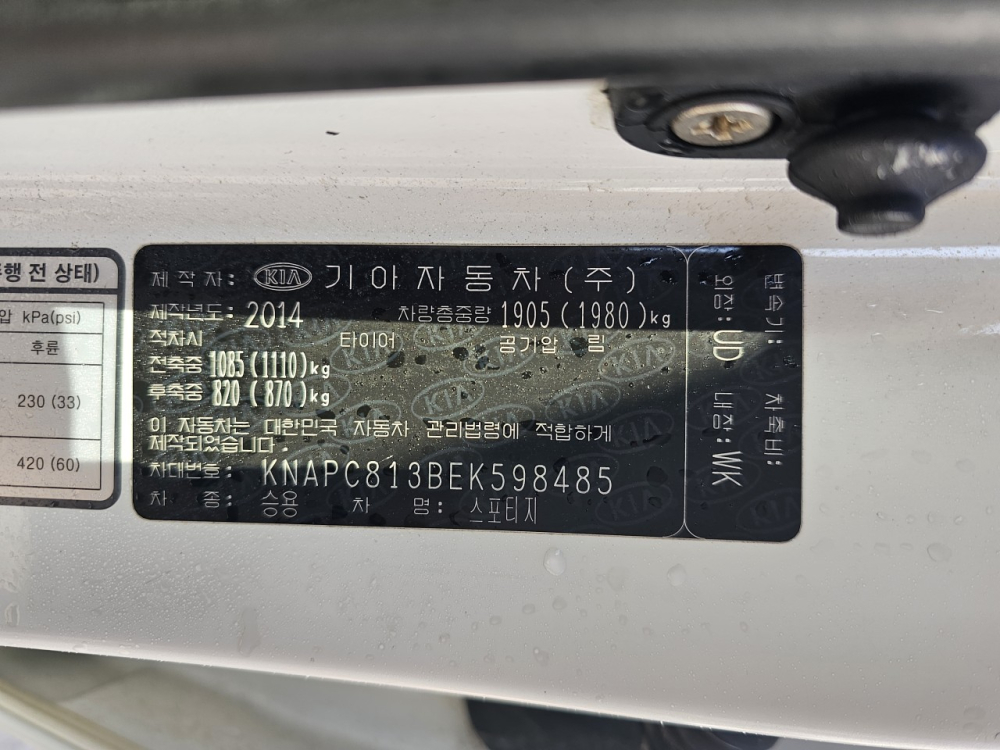 행 전 상태)
압 kPa(psi)
후륜
230 (33)
420 (60)
제 작 자: KIA 기아자동차(주)
제작년도: 2014 차량총중량 1905(1980)kg
적차시 타이어 공기압 림
전축중 1085(1110)kg
후축중 820(870)kg
이 자동차는 대한민국 자동차 관리법령에 적합하게
제작되었습니다.
차대번호: KNAPC813BEK598485
차 종: 승용 차 명: 스포티지
외장:UD 내장:WK
변속기: 차축비: